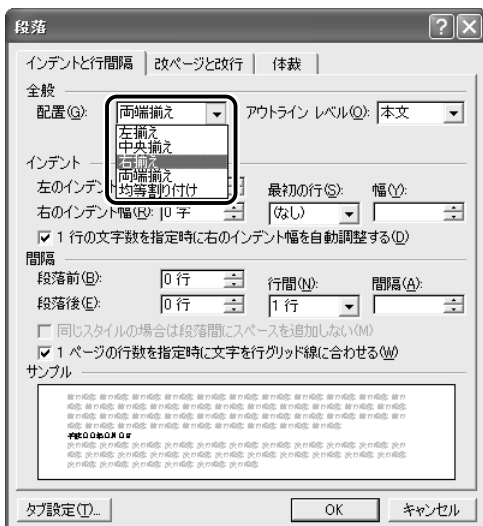 段落
インデントと行間隔 改ページと改行 体裁
全般
配置(G): 両端揃え アウトライン レベル(O): 本文
左揃え
中央揃え
右揃え
両端揃え
均等割り付け
インデント
左のインデント 最初の行(S): 幅(Y):
右のインデント幅(R): 0 字 (なし)
1 行の文字数を指定時に右のインデント幅を自動調整する(D)
間隔
段落前(B): 0 行 行間(N): 間隔(A):
段落後(E): 0 行 1 行
同じスタイルの場合は段落間にスペースを追加しない(M)
1 ページの行数を指定時に文字を行グリッド線に合わせる(W)
サンプル
タブ設定(T)... OK キャンセル